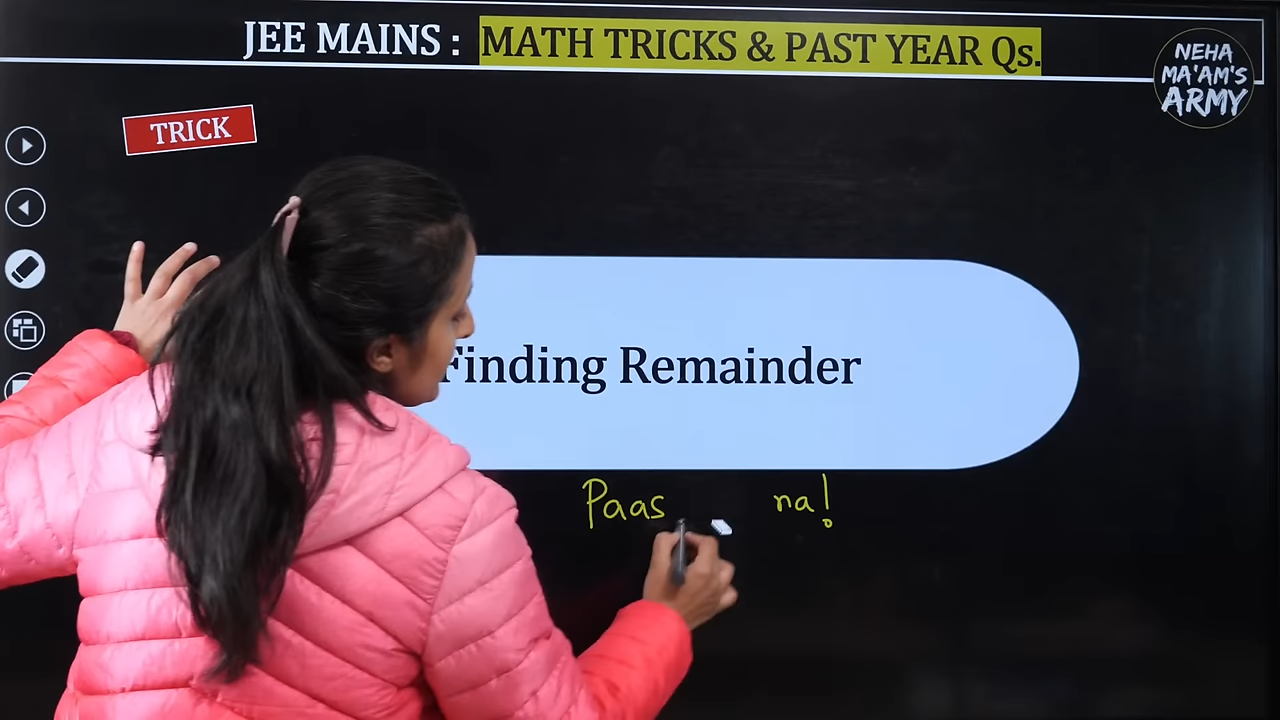 JEE MAINS : MATH TRICKS & PAST YEAR Qs.
NEHA
MA'AM'S
ARMY
TRICK
Finding Remainder
Paas na!